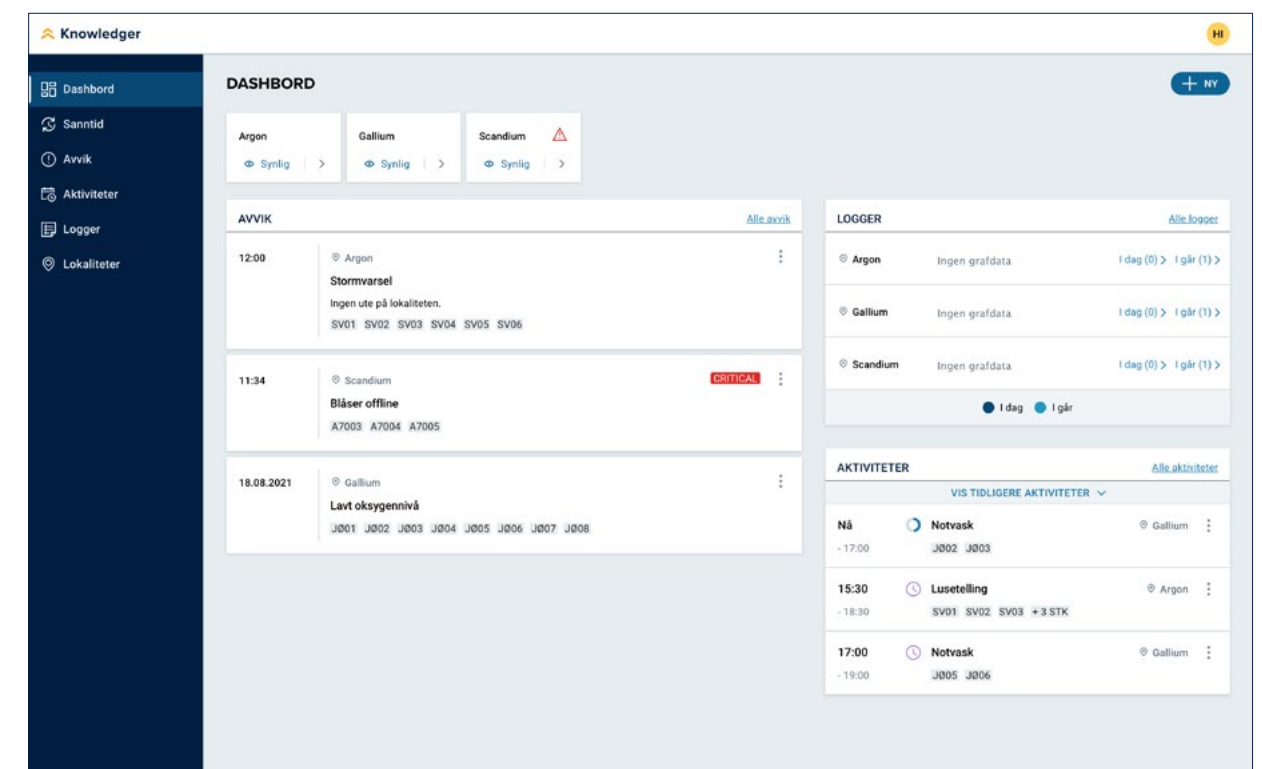 Knowledger
HI
Dashbord
Sanntid
Avvik
Aktiviteter
Logger
Lokaliteter
DASHBORD
NY
Argon
Synlig
Gallium
Synlig
Scandium
Synlig
AVVIK
Alle avvik
12:00
Argon
Stormvarsel
Ingen ute på lokaliteten.
SV01 SV02 SV03 SV04 SV05 SV06
11:34
Scandium
CRITICAL
Blåser offline
A7003 A7004 A7005
18.08.2021
Gallium
Lavt oksygennivå
JØ01 JØ02 JØ03 JØ04 JØ05 JØ06 JØ07 JØ08
LOGGER
Alle logger
Argon Ingen grafdata I dag (0) I går (1)
Gallium Ingen grafdata I dag (0) I går (1)
Scandium Ingen grafdata I dag (0) I går (1)
I dag I går
AKTIVITETER
Alle aktiviteter
VIS TIDLIGERE AKTIVITETER
Nå Notvask Gallium
- 17:00 JØ02 JØ03
15:30 Lusetelling Argon
- 18:30 SV01 SV02 SV03 + 3 STK
17:00 Notvask Gallium
- 19:00 JØ05 JØ06